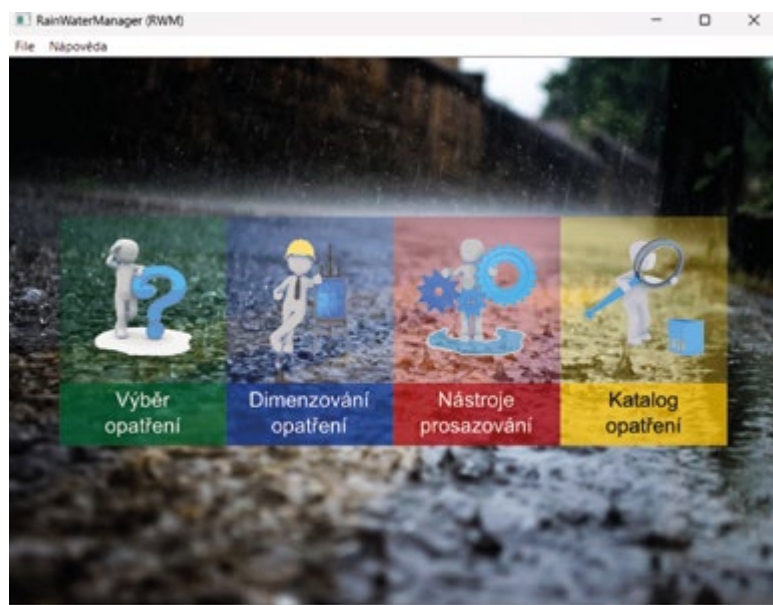 RainWaterManager (RWM)
File Nápověda
Výběr
opatření
Dimenzování
opatření
Nástroje
prosazování
Katalog
opatření